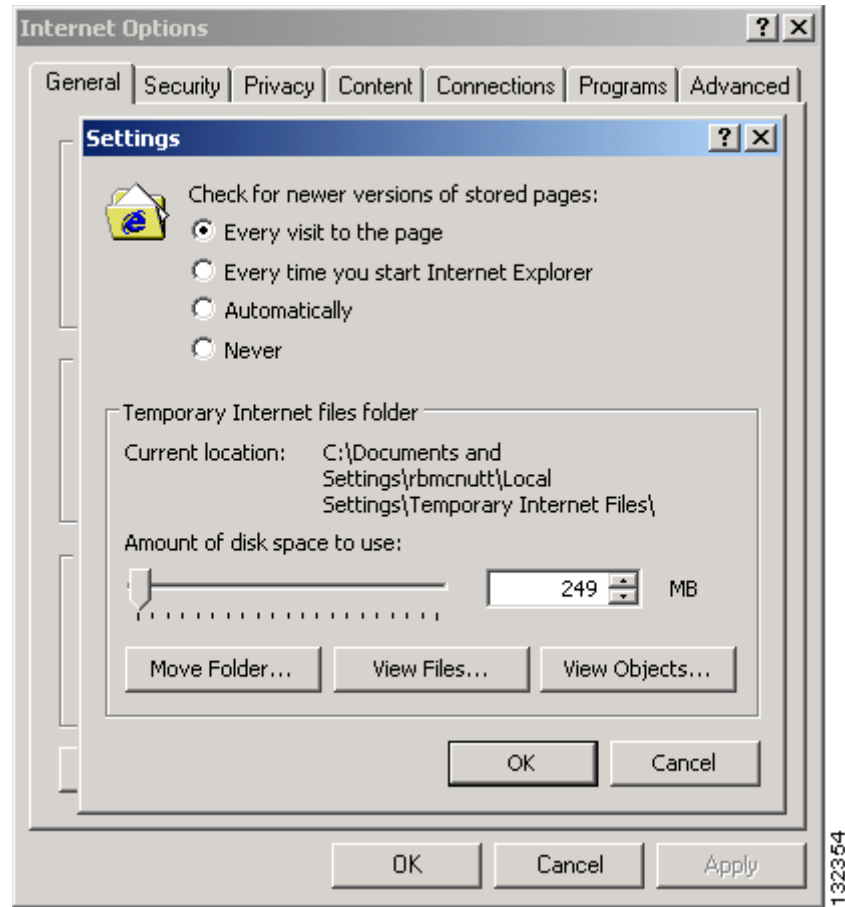 Internet Options
General Security Privacy Content Connections Programs Advanced
Settings
Check for newer versions of stored pages:
Every visit to the page
Every time you start Internet Explorer
Automatically
Never
Temporary Internet files folder
Current location: C:\Documents and
Settings\rbmcnutt\Local
Settings\Temporary Internet Files\
Amount of disk space to use:
249 MB
Move Folder... View Files... View Objects...
OK Cancel
OK Cancel Apply
132354